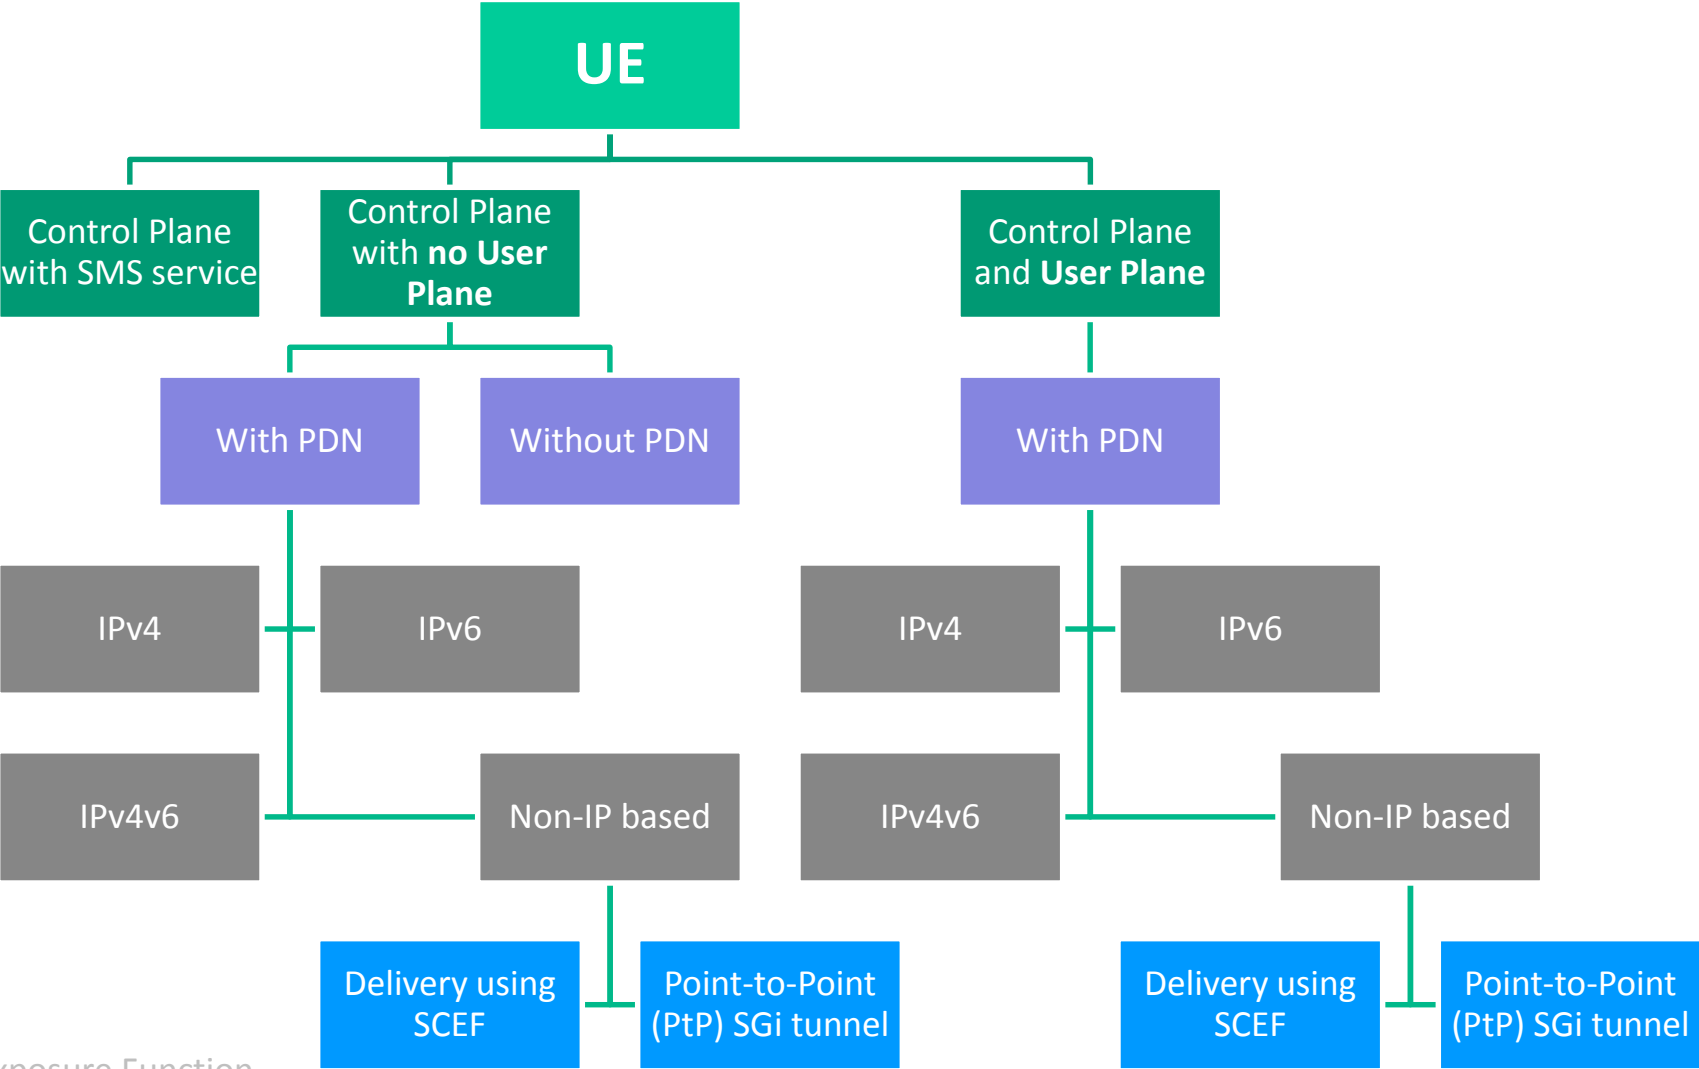 UE
Control Plane
with SMS service
Control Plane
with no User
Plane
Control Plane
and User Plane
With PDN
Without PDN
With PDN
IPv4
IPv6
IPv4
IPv6
IPv4v6
Non-IP based
IPv4v6
Non-IP based
Delivery using
SCEF
Point-to-Point
(PtP) SGi tunnel
Delivery using
SCEF
Point-to-Point
(PtP) SGi tunnel
Function